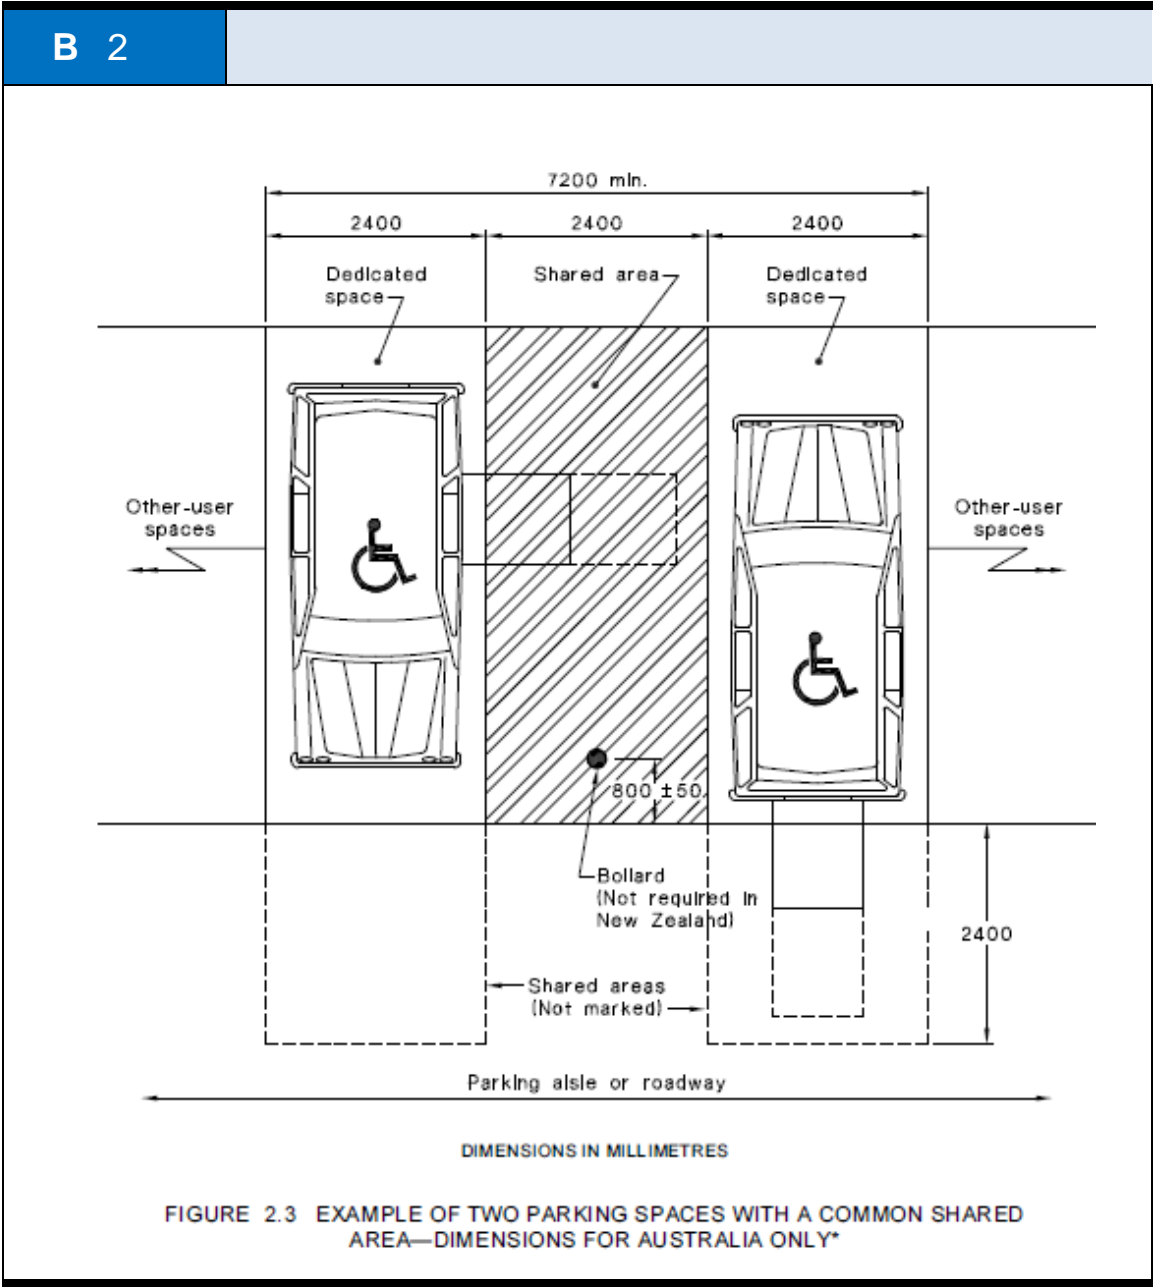 B 2
7200 min.
2400
2400
2400
Dedicated
space
Shared area
Dedicated
space
Other-user
spaces
Other-user
spaces
800 ±50
Bollard
(Not required in
New Zealand)
2400
Shared areas
(Not marked)
Parking aisle or roadway
DIMENSIONS IN MILLIMETRES
FIGURE 2.3 EXAMPLE OF TWO PARKING SPACES WITH A COMMON SHARED
AREA—DIMENSIONS FOR AUSTRALIA ONLY*